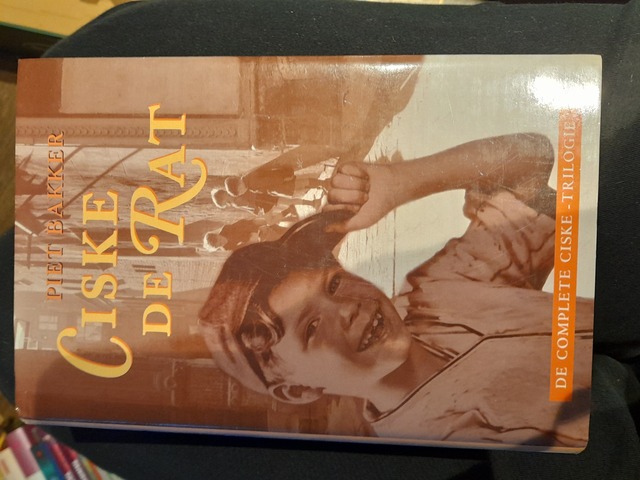 PIET BAKKER
CISKE
DE RAT
DE COMPLETE CISKE-TRILOGIE